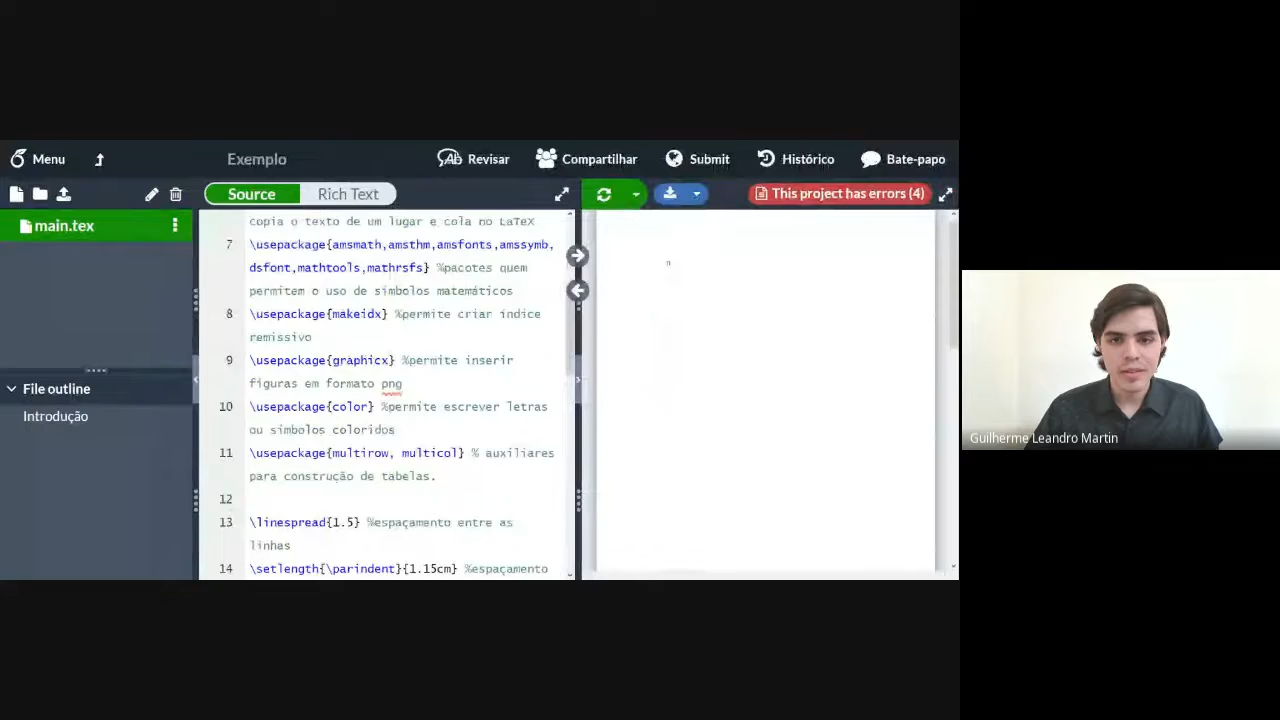 Menu
Exemplo
Revisar
Compartilhar
Submit
Histórico
Bate-papo
Source
Rich Text
This project has errors (4)
main.tex
File outline
Introdução
copia o texto de um lugar e cola no LaTeX
7 \usepackage{amsmath,amsthm,amsfonts,amssymb,
dsfont,mathtools,mathrsfs} %pacotes quem
permitem o uso de símbolos matemáticos
8 \usepackage{makeidx} %permite criar índice
remissivo
9 \usepackage{graphicx} %permite inserir
figuras em formato png
10 \usepackage{color} %permite escrever letras
ou símbolos coloridos
11 \usepackage{multirow, multicol} % auxiliares
para construção de tabelas.
12
13 \linespread{1.5} %espaçamento entre as
linhas
14 \setlength{\parindent}{1.15cm} %espaçamento
Guilherme Leandro Martin